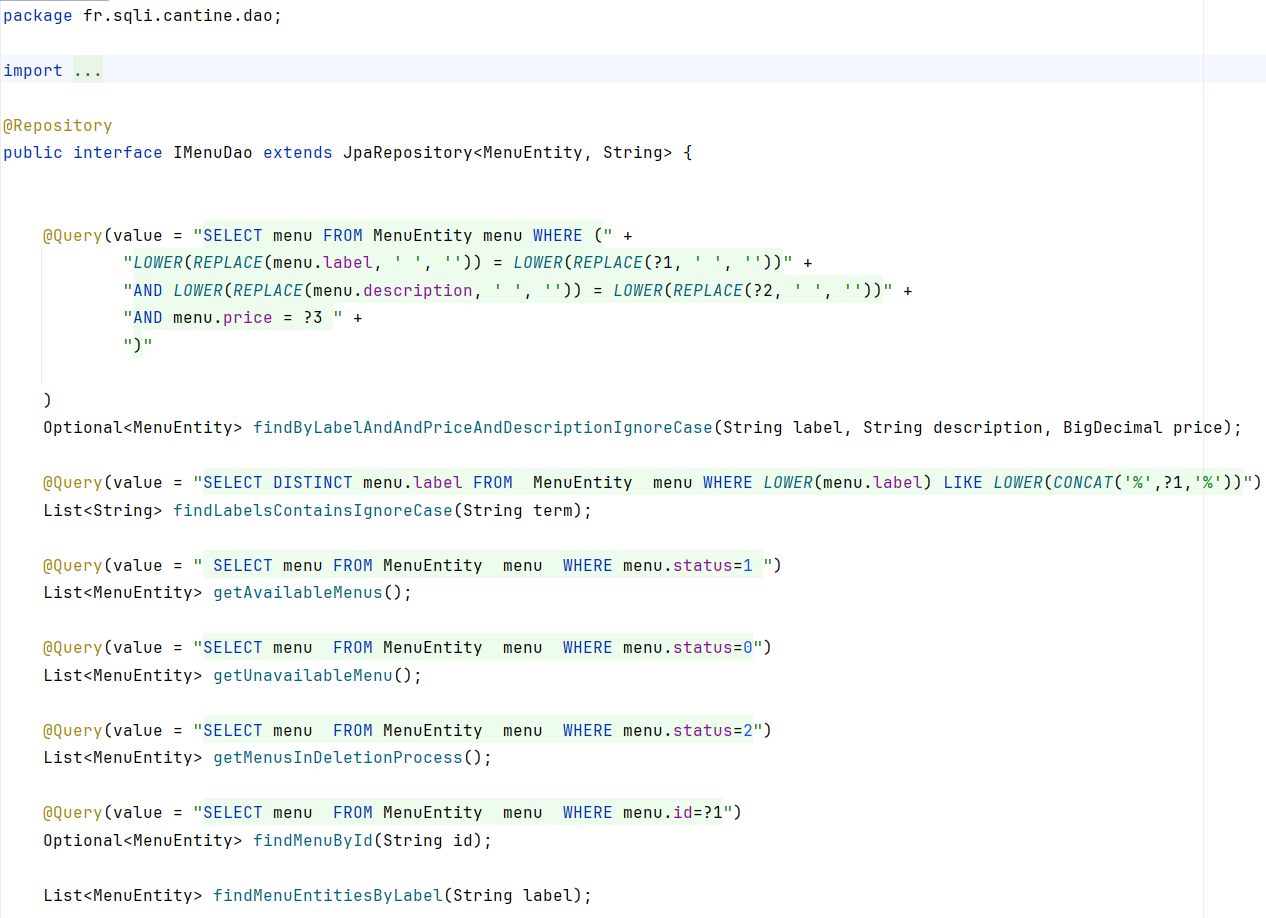 package fr.sqli.cantine.dao;
import ...
@Repository
public interface IMenuDao extends JpaRepository<MenuEntity, String> {
@Query(value = "SELECT menu FROM MenuEntity menu WHERE (" +
"LOWER(REPLACE(menu.label, ' ', '')) = LOWER(REPLACE(?1, ' ', ''))" +
"AND LOWER(REPLACE(menu.description, ' ', '')) = LOWER(REPLACE(?2, ' ', ''))" +
"AND menu.price = ?3 " +
")"
)
Optional<MenuEntity> findByLabelAndAndPriceAndDescriptionIgnoreCase(String label, String description, BigDecimal price);
@Query(value = "SELECT DISTINCT menu.label FROM  MenuEntity  menu WHERE LOWER(menu.label) LIKE LOWER(CONCAT('%',?1,'%'))")
List<String> findLabelsContainsIgnoreCase(String term);
@Query(value = " SELECT menu FROM MenuEntity  menu  WHERE menu.status=1 ")
List<MenuEntity> getAvailableMenus();
@Query(value = "SELECT menu  FROM MenuEntity  menu  WHERE menu.status=0")
List<MenuEntity> getUnavailableMenu();
@Query(value = "SELECT menu  FROM MenuEntity  menu  WHERE menu.status=2")
List<MenuEntity> getMenusInDeletionProcess();
@Query(value = "SELECT menu  FROM MenuEntity  menu  WHERE menu.id=?1")
Optional<MenuEntity> findMenuById(String id);
List<MenuEntity> findMenuEntitiesByLabel(String label);